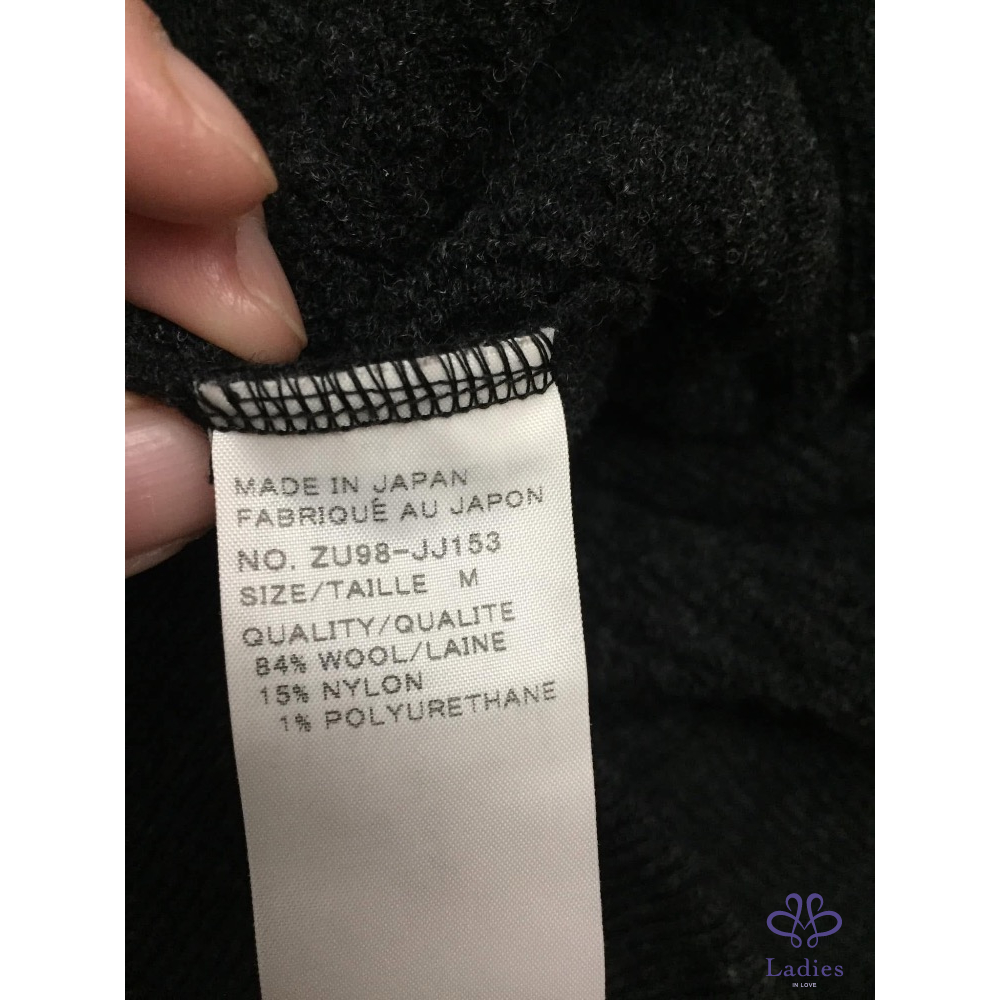 MADE IN JAPAN
FABRIQUÉ AU JAPON
NO. ZU98-JJ153
SIZE/TAILLE M
QUALITY/QUALITE
84% WOOL/LAINE
15% NYLON
1% POLYURETHANE
Ladies
IN LOVE